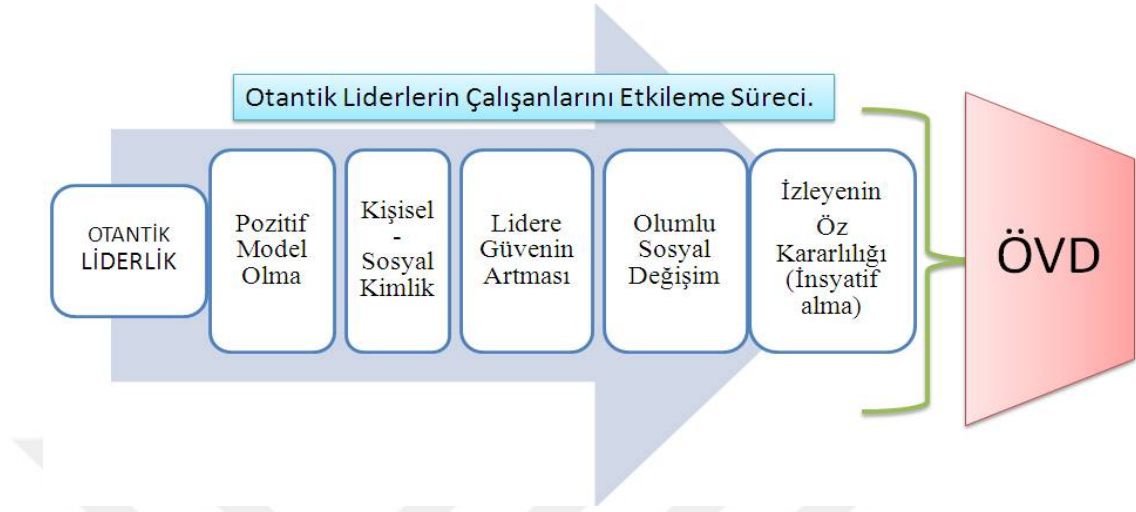 Otantik Liderlerin Çalışanlarını Etkileme Süreci.
OTANTİK
LİDERLİK
Pozitif
Model
Olma
Kişisel
-
Sosyal
Kimlik
Lidere
Güvenin
Artması
Olumlu
Sosyal
Değişim
İzleyenin
Öz
Kararlılığı
(İnsyatif
alma)
ÖVD